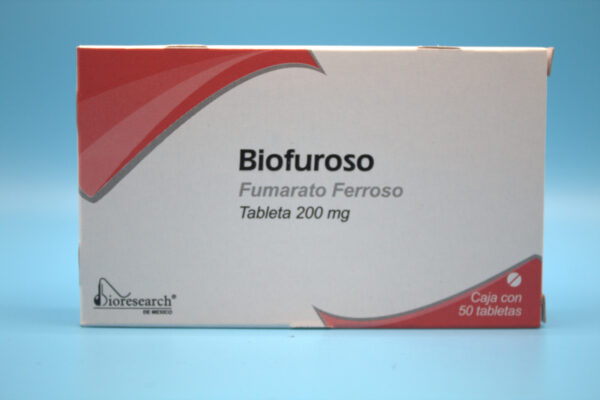 Biofuroso
Fumarato Ferroso
Tableta 200 mg
Bioresearch®
DE MEXICO
Caja con
50 tabletas